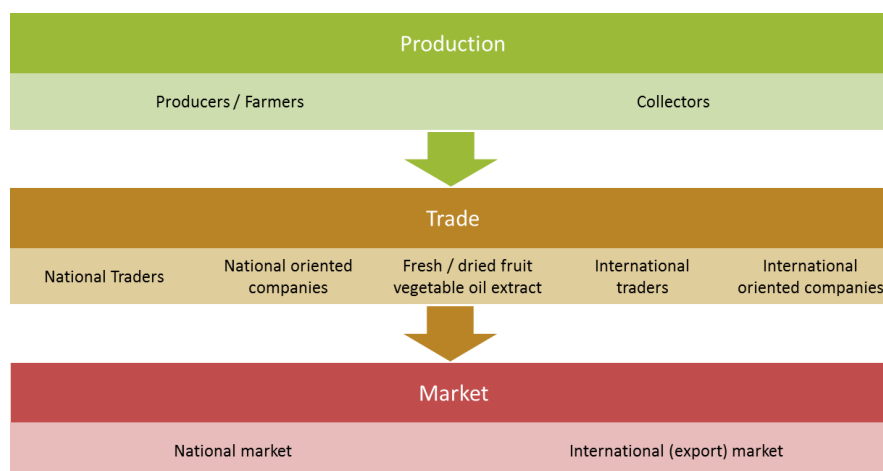 Production
Producers / Farmers
Collectors
Trade
National Traders
National oriented
companies
Fresh / dried fruit
vegetable oil extract
International
traders
International
oriented companies
Market
National market
International (export) market